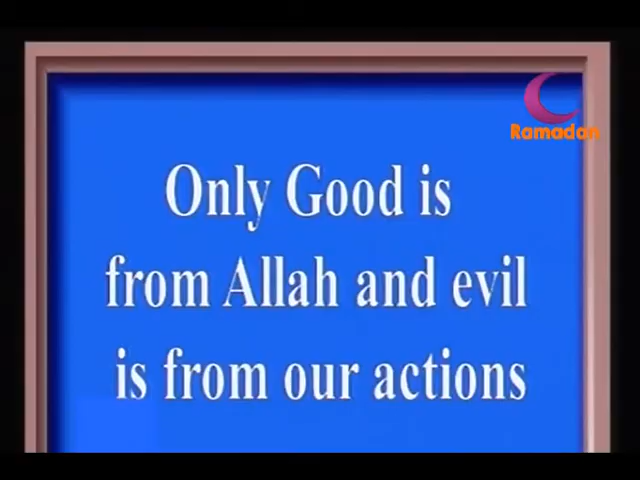 Ramadan
Only Good is
from Allah and evil
is from our actions